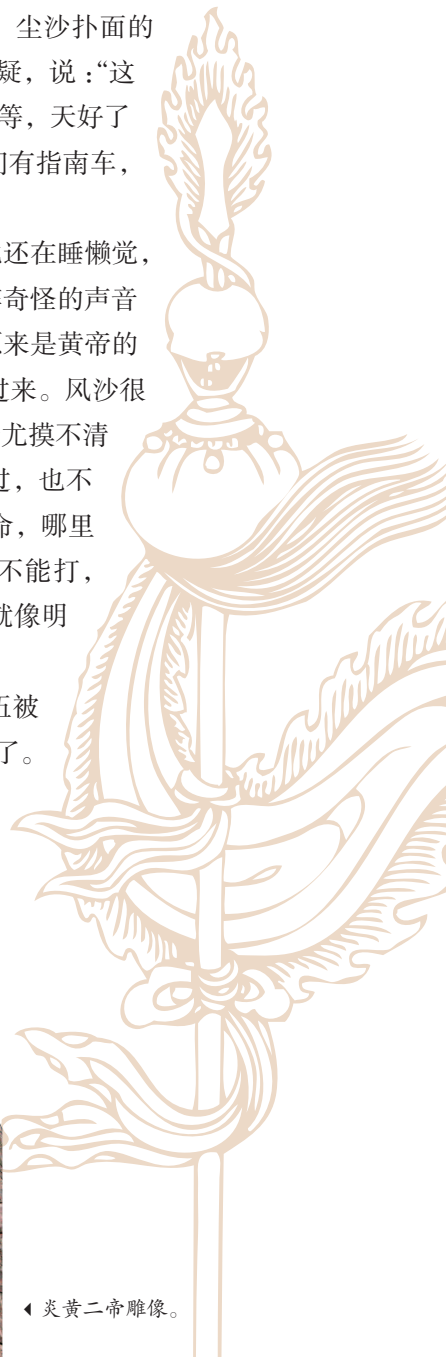 尘沙扑面的
疑，说：“这
等，天好了
有指南车，
还在睡懒觉，
奇怪的声音
来是黄帝的
过来。风沙很
尤摸不清
过，也不
命，哪里
不能打，
就像明
被
了。
◀ 炎黄二帝雕像。